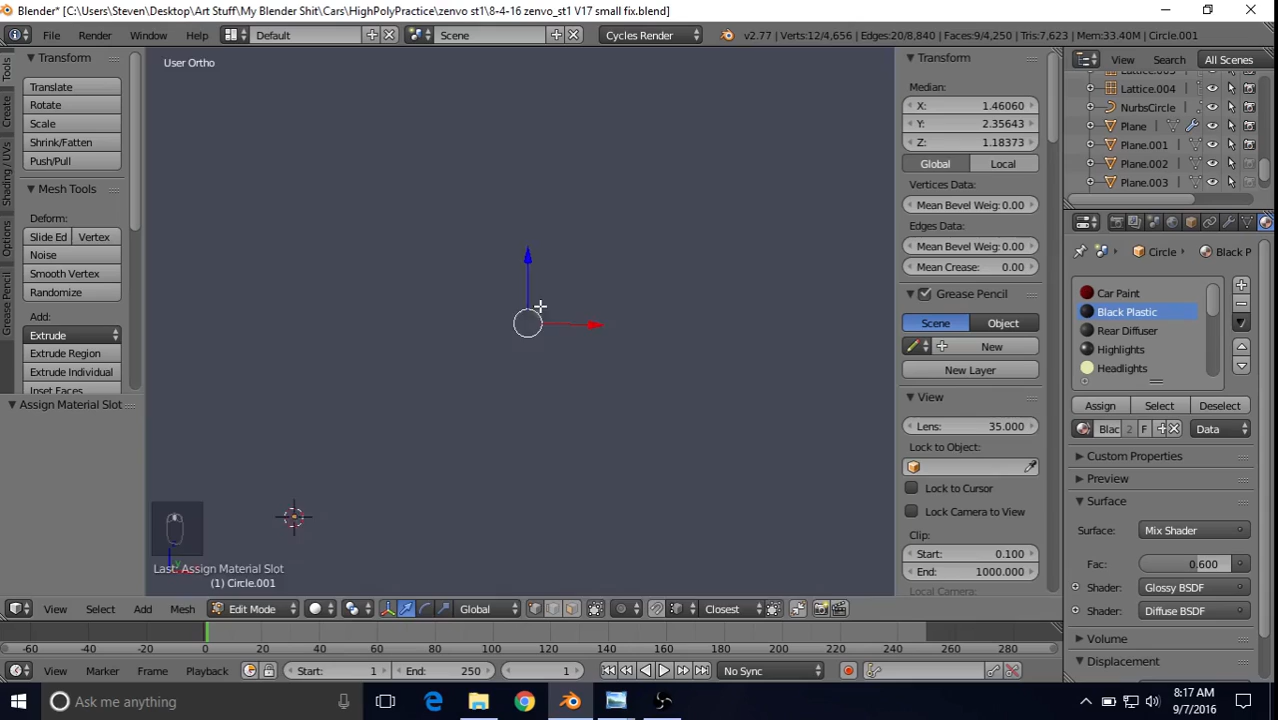 Blender* [C:\Users\Steven\Desktop\Art Stuff\My Blender Shit\Cars\HighPolyPractice\zenvo st1\8-4-16 zenvo_st1 V17 small fix.blend]
File Render Window Help Default Scene Cycles Render v2.77 | Verts:12/4,656 | Edges:20/8,840 | Faces:9/4,250 | Tris:7,623 | Mem:33.40M | Circle.001
Tools
Create
Shading / UVs
Options
Grease Pencil
Transform
Translate
Rotate
Scale
Shrink/Fatten
Push/Pull
Mesh Tools
Deform:
Slide Ed Vertex
Noise
Smooth Vertex
Randomize
Add:
Extrude
Extrude Region
Extrude Individual
Inset Faces
Assign Material Slot
User Ortho
Last: Assign Material Slot
(1) Circle.001
Transform
Median:
X: 1.46060
Y: 2.35643
Z: 1.18373
Global Local
Vertices Data:
Mean Bevel Weig: 0.00
Edges Data:
Mean Bevel Weig: 0.00
Mean Crease: 0.00
Grease Pencil
Scene Object
New
New Layer
View
Lens: 35.000
Lock to Object:
Lock to Cursor
Lock Camera to View
Clip:
Start: 0.100
End: 1000.000
Local Camera:
View Search All Scenes
Lattice.003
Lattice.004
NurbsCircle
Plane
Plane.001
Plane.002
Plane.003
Circle Black P
Car Paint
Black Plastic
Rear Diffuser
Highlights
Headlights
Assign Select Deselect
Blac 2 F Data
Custom Properties
Preview
Surface
Surface: Mix Shader
Fac: 0.600
Shader: Glossy BSDF
Shader: Diffuse BSDF
Volume
Displacement
View Select Add Mesh Edit Mode Global Closest
-60 -40 -20 0 20 40 60 80 100 120 140 160 180 200 220 240 260 280
View Marker Frame Playback Start: 1 End: 250 1 No Sync
Ask me anything
8:17 AM
9/7/2016